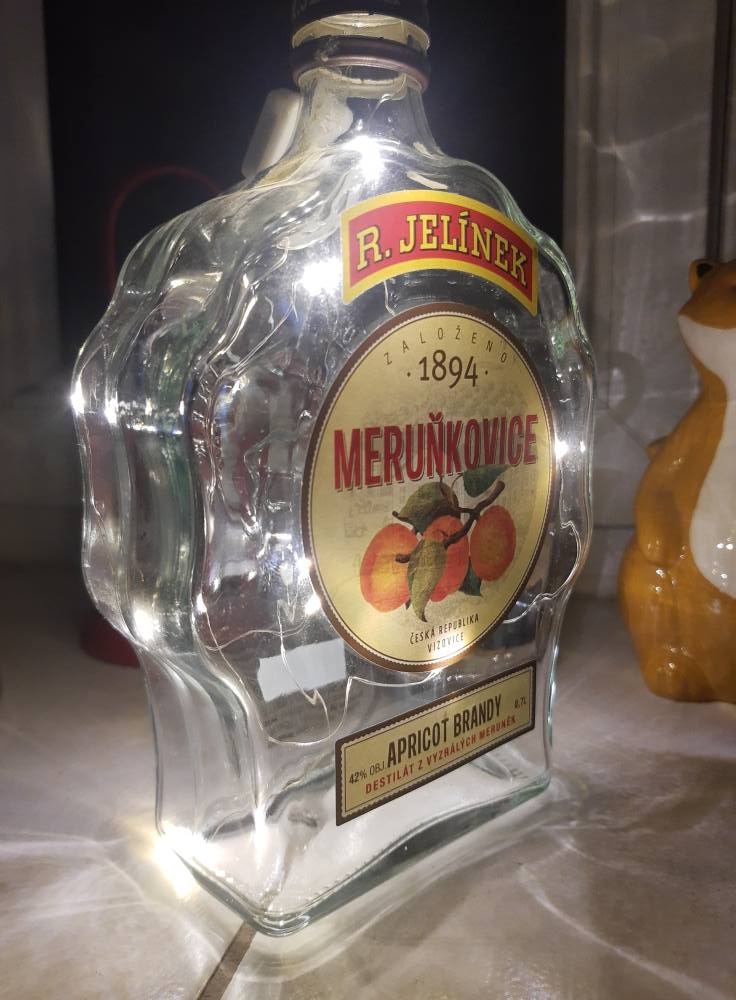 R. JELÍNEK
ZALOŽENO
· 1894 ·
MERUŇKOVICE
ČESKÁ REPUBLIKA
VIZOVICE
42% OBJ. APRICOT BRANDY 0,7L
DESTILÁT Z VYZRÁLÝCH MERUNĚK